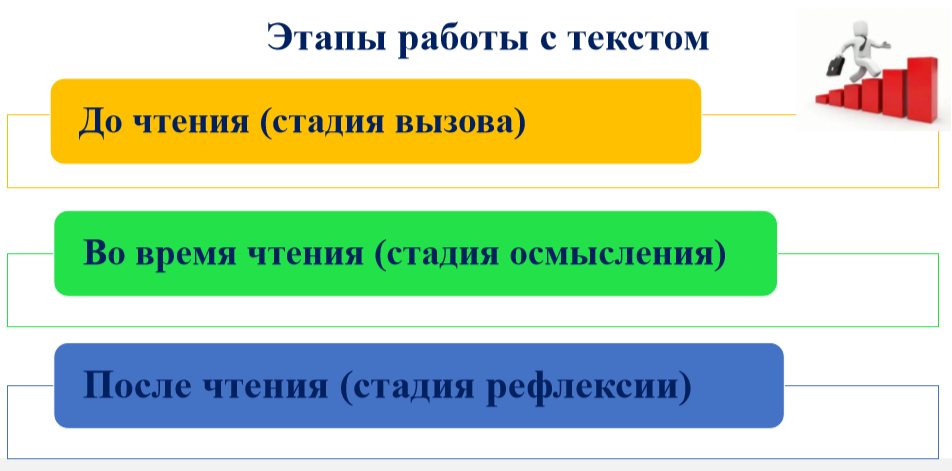 Этапы работы с текстом
До чтения (стадия вызова)
Во время чтения (стадия осмысления)
После чтения (стадия рефлексии)